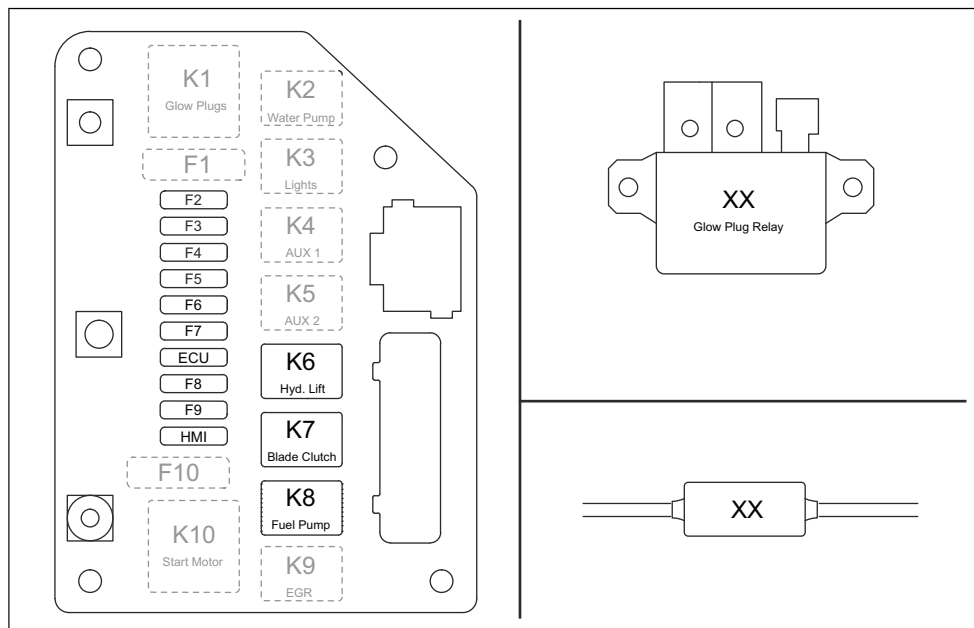 K1
Glow Plugs
F1
F2
F3
F4
F5
F6
F7
ECU
F8
F9
HMI
F10
K10
Start Motor
K2
Water Pump
K3
Lights
K4
AUX 1
K5
AUX 2
K6
Hyd. Lift
K7
Blade Clutch
K8
Fuel Pump
K9
EGR
XX
Glow Plug Relay
XX